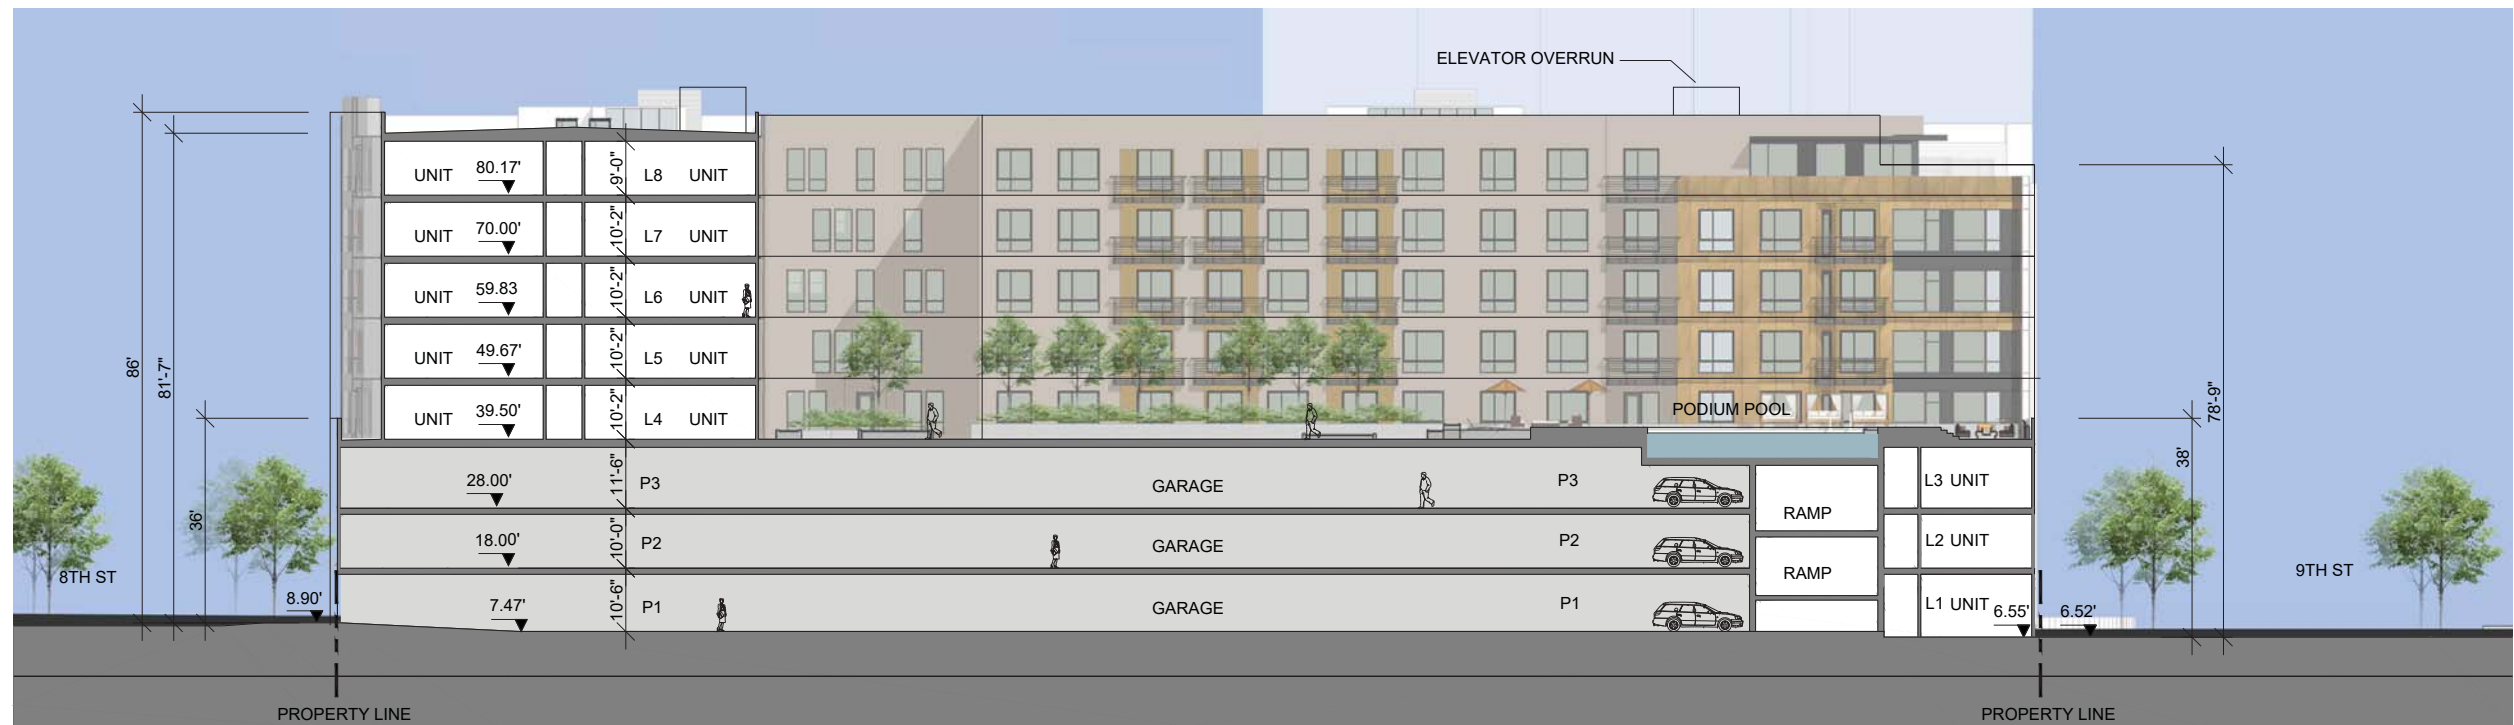 ELEVATOR OVERRUN
86'
81'-7"
36'
UNIT 80.17' 9'-0" L8 UNIT
UNIT 70.00' 10'-2" L7 UNIT
UNIT 59.83 10'-2" L6 UNIT
UNIT 49.67' 10'-2" L5 UNIT
UNIT 39.50' 10'-2" L4 UNIT
PODIUM POOL
28.00' 11'-6" P3 GARAGE P3 L3 UNIT
RAMP
18.00' 10'-0" P2 GARAGE P2 L2 UNIT
RAMP
7.47' 10'-6" P1 GARAGE P1 L1 UNIT 6.55' 6.52'
8TH ST
8.90'
78'-9"
38'
9TH ST
PROPERTY LINE
PROPERTY LINE